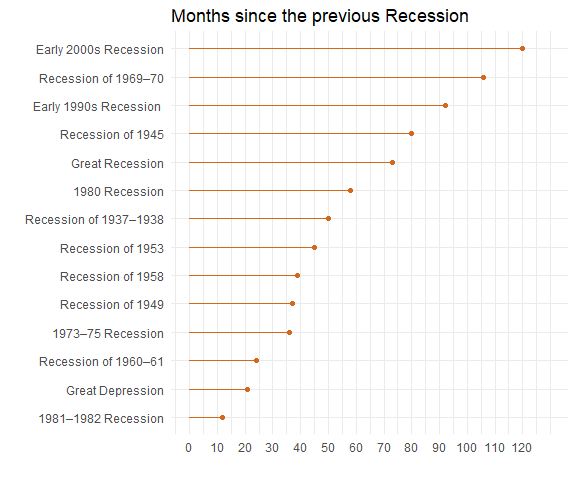 Months since the previous Recession
Early 2000s Recession
Recession of 1969–70
Early 1990s Recession
Recession of 1945
Great Recession
1980 Recession
Recession of 1937–1938
Recession of 1953
Recession of 1958
Recession of 1949
1973–75 Recession
Recession of 1960–61
Great Depression
1981–1982 Recession
0 10 20 30 40 50 60 70 80 90 100 110 120